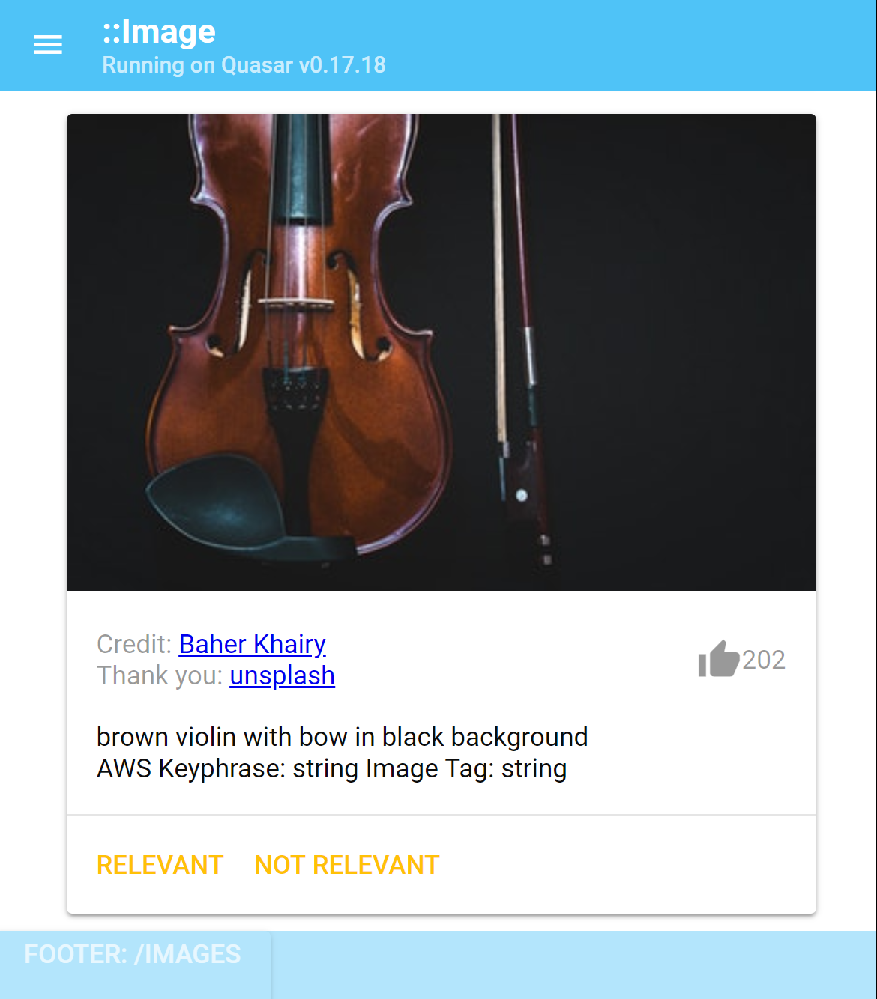 ::Image
Running on Quasar v0.17.18
Credit: Baher Khairy
Thank you: unsplash
202
brown violin with bow in black background
AWS Keyphrase: string Image Tag: string
RELEVANT NOT RELEVANT
FOOTER: /IMAGES